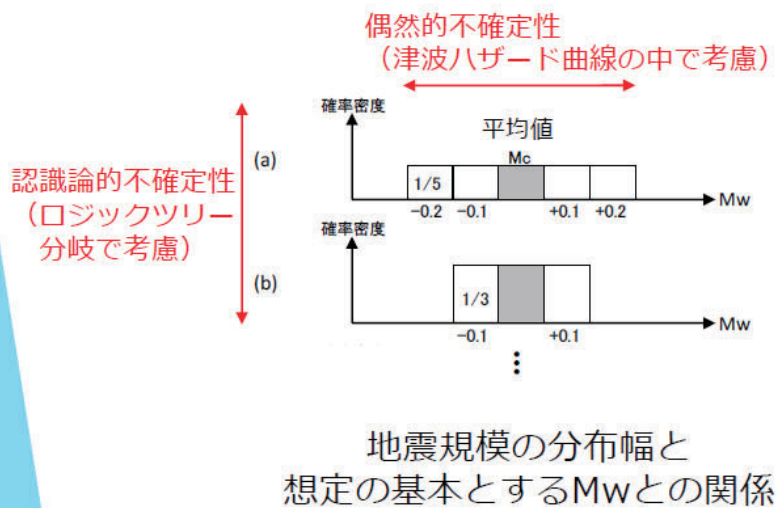 偶然的不確定性
（津波ハザード曲線の中で考慮）
認識論的不確定性
（ロジックツリー
分岐で考慮）
(a)
確率密度
平均値
Mc
1/5
Mw
-0.2 -0.1 +0.1 +0.2
(b)
確率密度
1/3
Mw
-0.1 +0.1
⋮
地震規模の分布幅と
想定の基本とするMwとの関係